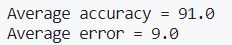 Average accuracy = 91.0
Average error = 9.0